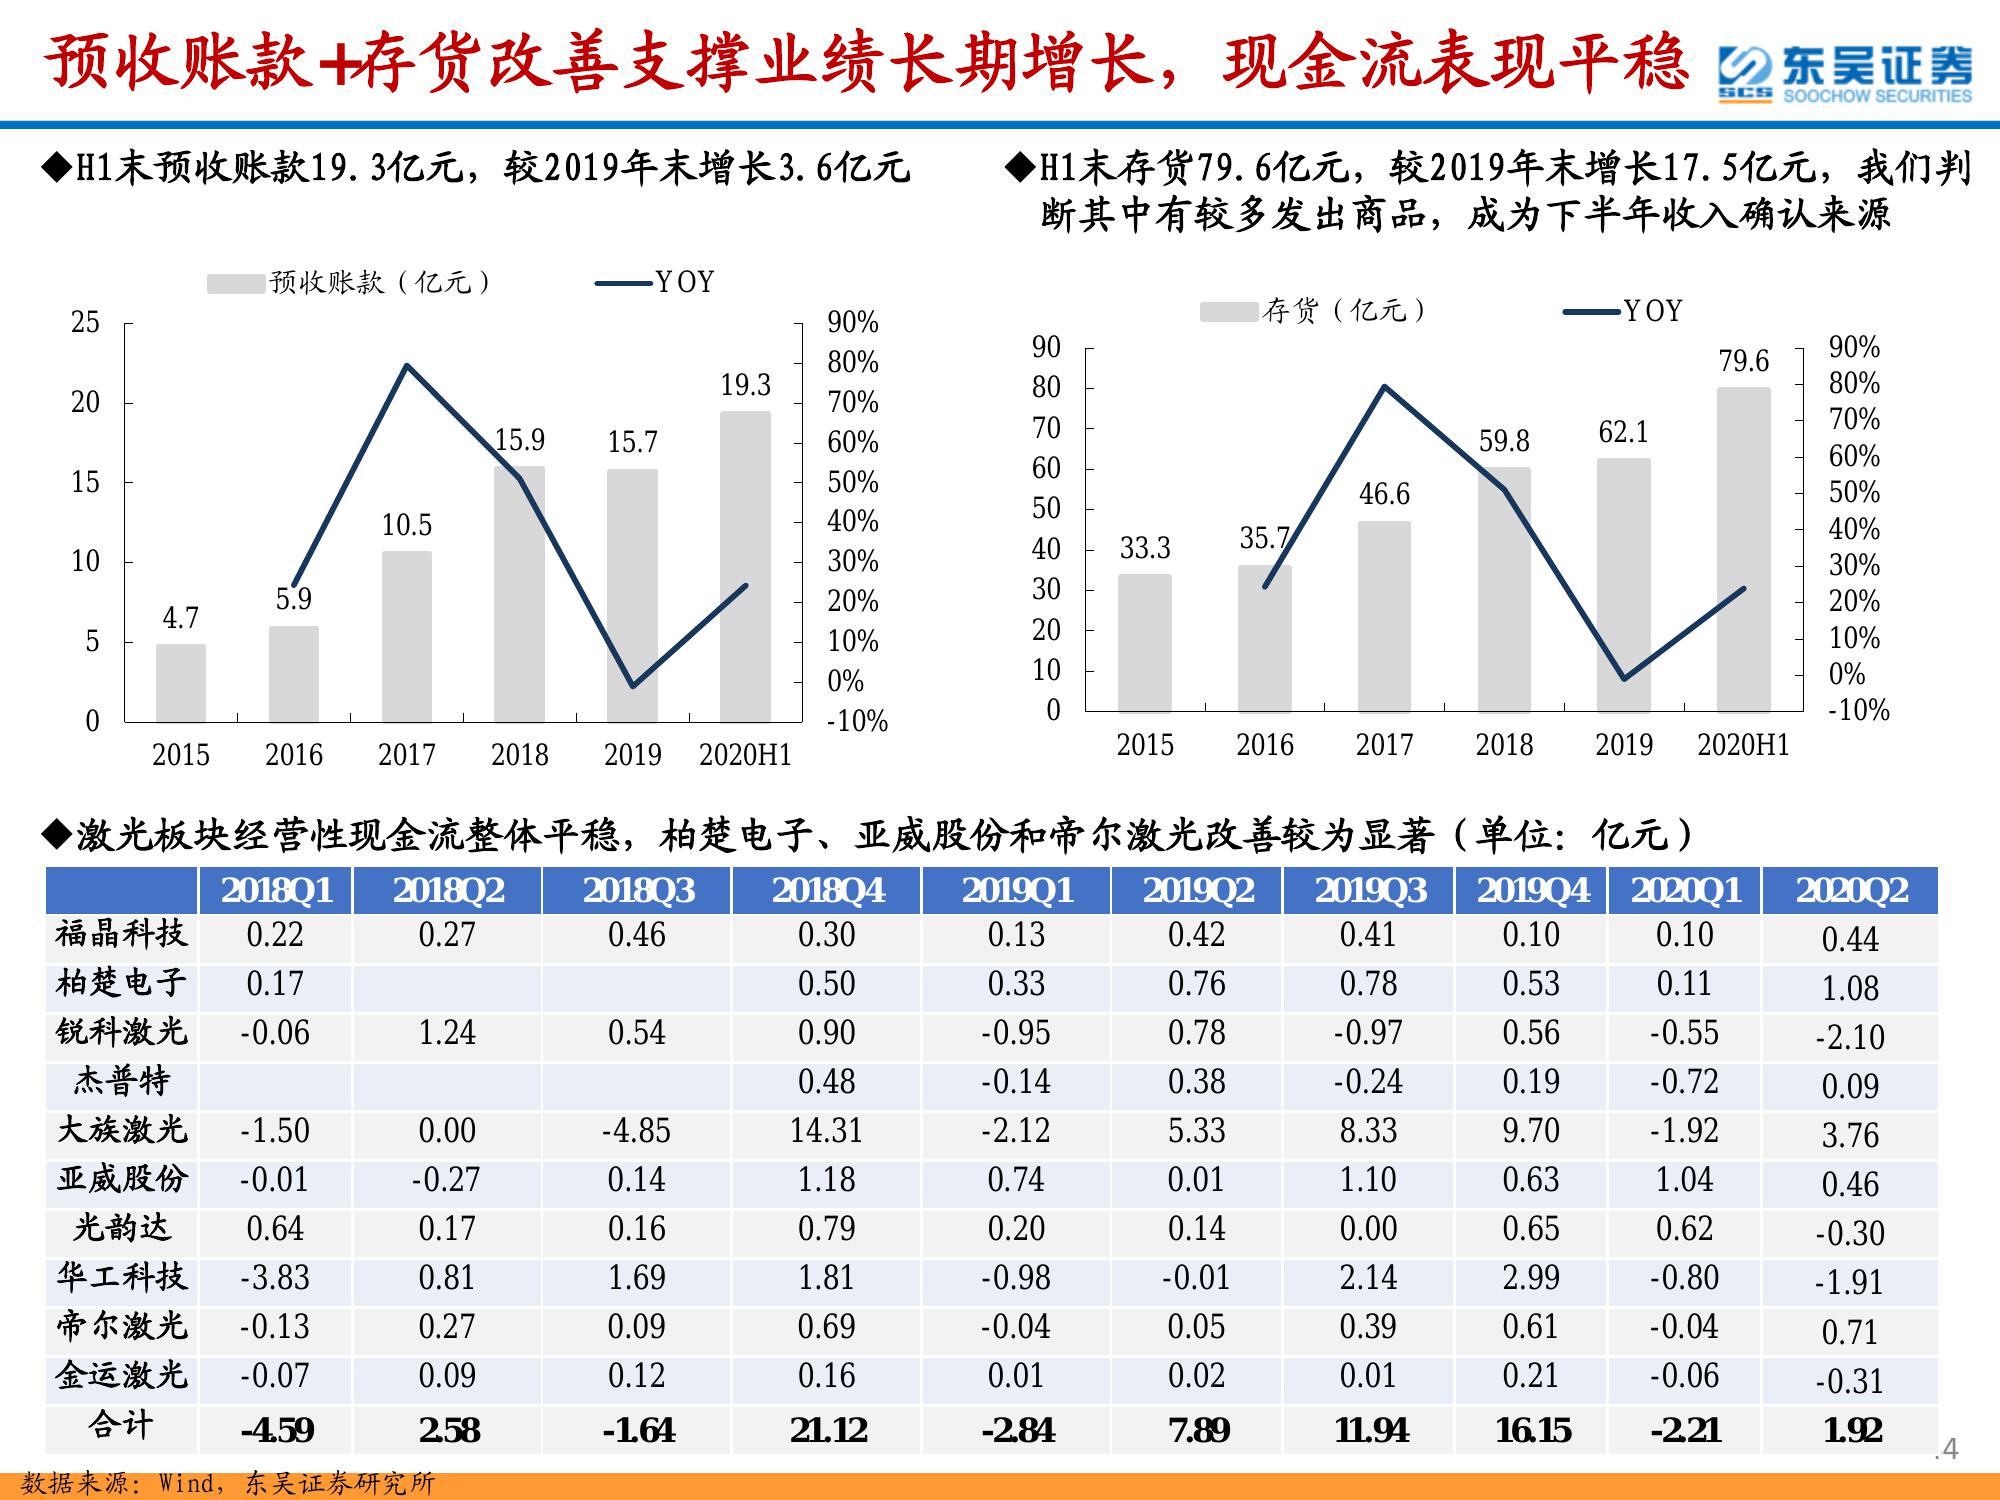 预收账款+存货改善支撑业绩长期增长，现金流表现平稳
东吴证券
SCS
SOOCHOW SECURITIES
◆H1末预收账款19.3亿元，较2019年末增长3.6亿元
◆H1末存货79.6亿元，较2019年末增长17.5亿元，我们判
断其中有较多发出商品，成为下半年收入确认来源
预收账款（亿元） YOY
25 20 15 10 5 0
90% 80% 70% 60% 50% 40% 30% 20% 10% 0% -10%
4.7 5.9 10.5 15.9 15.7 19.3
2015 2016 2017 2018 2019 2020H1
存货（亿元） YOY
90 80 70 60 50 40 30 20 10 0
90% 80% 70% 60% 50% 40% 30% 20% 10% 0% -10%
33.3 35.7 46.6 59.8 62.1 79.6
2015 2016 2017 2018 2019 2020H1
◆激光板块经营性现金流整体平稳，柏楚电子、亚威股份和帝尔激光改善较为显著（单位：亿元）
2018Q1 2018Q2 2018Q3 2018Q4 2019Q1 2019Q2 2019Q3 2019Q4 2020Q1 2020Q2
福晶科技 0.22 0.27 0.46 0.30 0.13 0.42 0.41 0.10 0.10 0.44
柏楚电子 0.17 0.50 0.33 0.76 0.78 0.53 0.11 1.08
锐科激光 -0.06 1.24 0.54 0.90 -0.95 0.78 -0.97 0.56 -0.55 -2.10
杰普特 0.48 -0.14 0.38 -0.24 0.19 -0.72 0.09
大族激光 -1.50 0.00 -4.85 14.31 -2.12 5.33 8.33 9.70 -1.92 3.76
亚威股份 -0.01 -0.27 0.14 1.18 0.74 0.01 1.10 0.63 1.04 0.46
光韵达 0.64 0.17 0.16 0.79 0.20 0.14 0.00 0.65 0.62 -0.30
华工科技 -3.83 0.81 1.69 1.81 -0.98 -0.01 2.14 2.99 -0.80 -1.91
帝尔激光 -0.13 0.27 0.09 0.69 -0.04 0.05 0.39 0.61 -0.04 0.71
金运激光 -0.07 0.09 0.12 0.16 0.01 0.02 0.01 0.21 -0.06 -0.31
合计 -4.59 2.58 -1.64 21.12 -2.84 7.89 11.94 16.15 -2.21 1.92
数据来源：Wind，东吴证券研究所